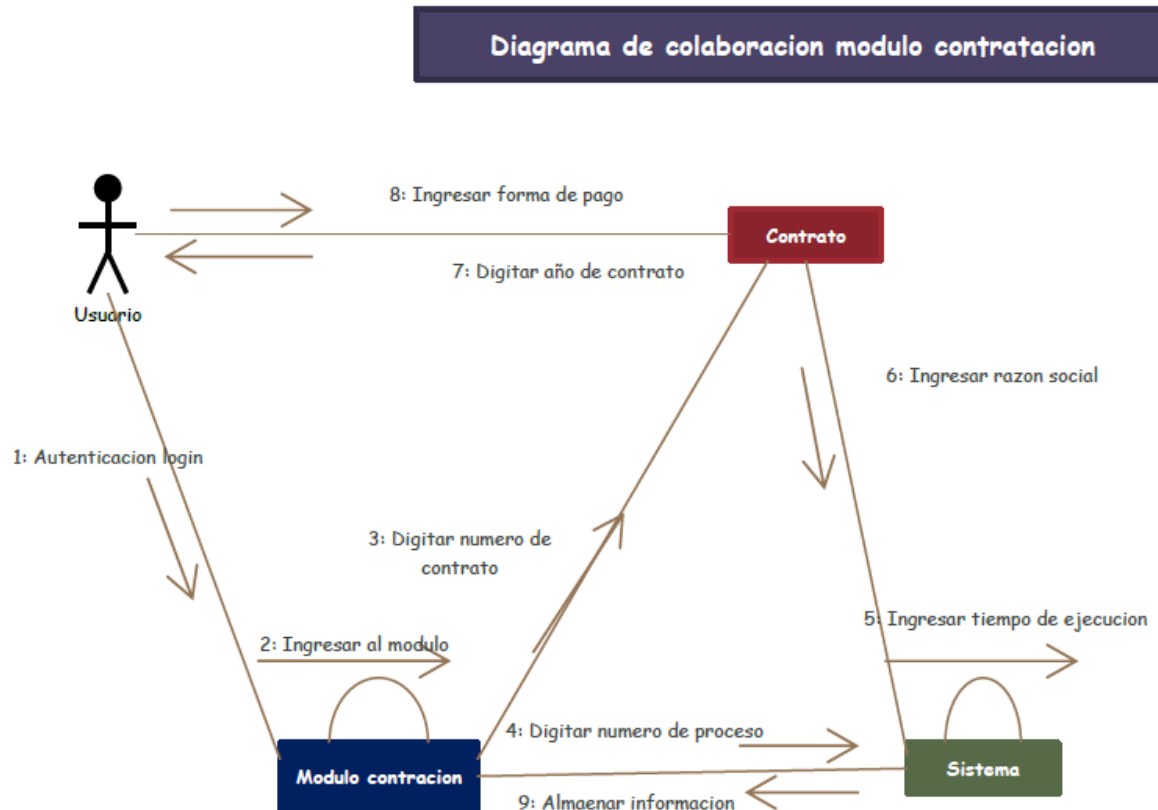 Diagrama de colaboracion modulo contratacion
8: Ingresar forma de pago
Contrato
7: Digitar año de contrato
Usuario
6: Ingresar razon social
1: Autenticacion login
3: Digitar numero de
contrato
5: Ingresar tiempo de ejecucion
2: Ingresar al modulo
4: Digitar numero de proceso
Modulo contracion
Sistema
9: Almaenar informacion